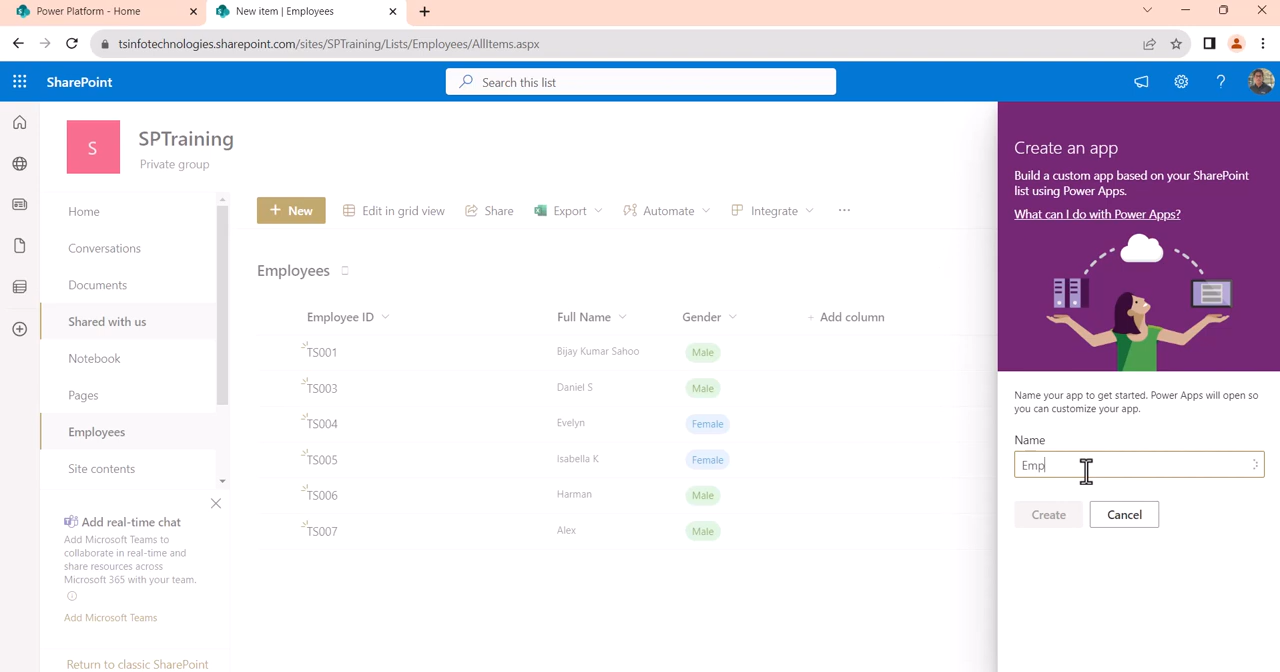 Power Platform - Home
New item | Employees
tsinfotechnologies.sharepoint.com/sites/SPTraining/Lists/Employees/AllItems.aspx
SharePoint
Search this list
S
SPTraining
Private group
Home
Conversations
Documents
Shared with us
Notebook
Pages
Employees
Site contents
Add real-time chat
Add Microsoft Teams to
collaborate in real-time and
share resources across
Microsoft 365 with your team.
Add Microsoft Teams
Return to classic SharePoint
+ New
Edit in grid view
Share
Export
Automate
Integrate
Employees
Employee ID Full Name Gender + Add column
TS001 Bijay Kumar Sahoo Male
TS003 Daniel S Male
TS004 Evelyn Female
TS005 Isabella K Female
TS006 Harman Male
TS007 Alex Male
Create an app
Build a custom app based on your SharePoint
list using Power Apps.
What can I do with Power Apps?
Name your app to get started. Power Apps will open so
you can customize your app.
Name
Emp
Create
Cancel